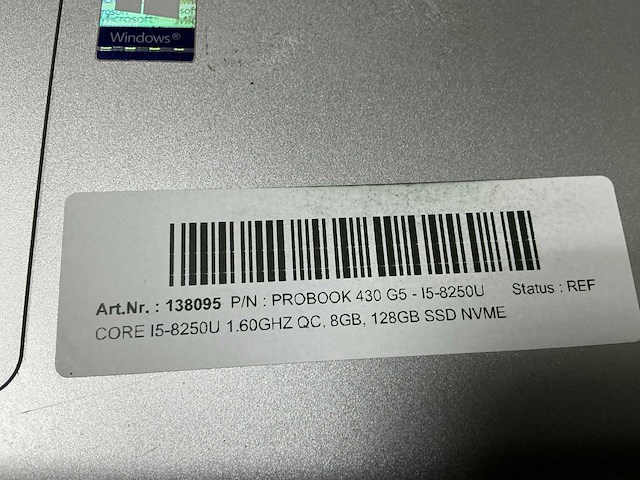 Microsoft
Windows®
Art.Nr. : 138095 P/N : PROBOOK 430 G5 - I5-8250U Status : REF
CORE I5-8250U 1.60GHZ QC, 8GB, 128GB SSD NVME